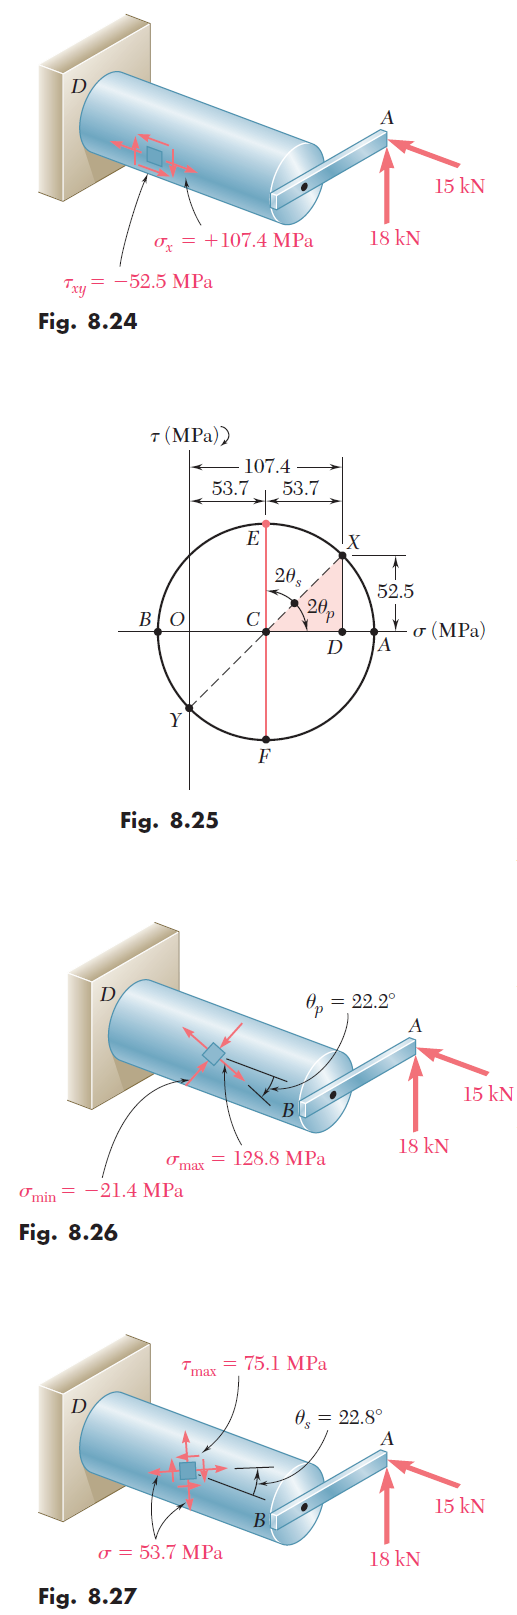 D
A
15 kN
σx = +107.4 MPa
18 kN
τxy = −52.5 MPa
Fig. 8.24
τ (MPa)
107.4
53.7 53.7
E X
2θs
52.5
2θp
B O C
σ (MPa)
D A
Y
F
Fig. 8.25
D
θp = 22.2°
A
15 kN
B
18 kN
σmax = 128.8 MPa
σmin = −21.4 MPa
Fig. 8.26
τmax = 75.1 MPa
D
θs = 22.8°
A
15 kN
B
σ = 53.7 MPa
18 kN
Fig. 8.27